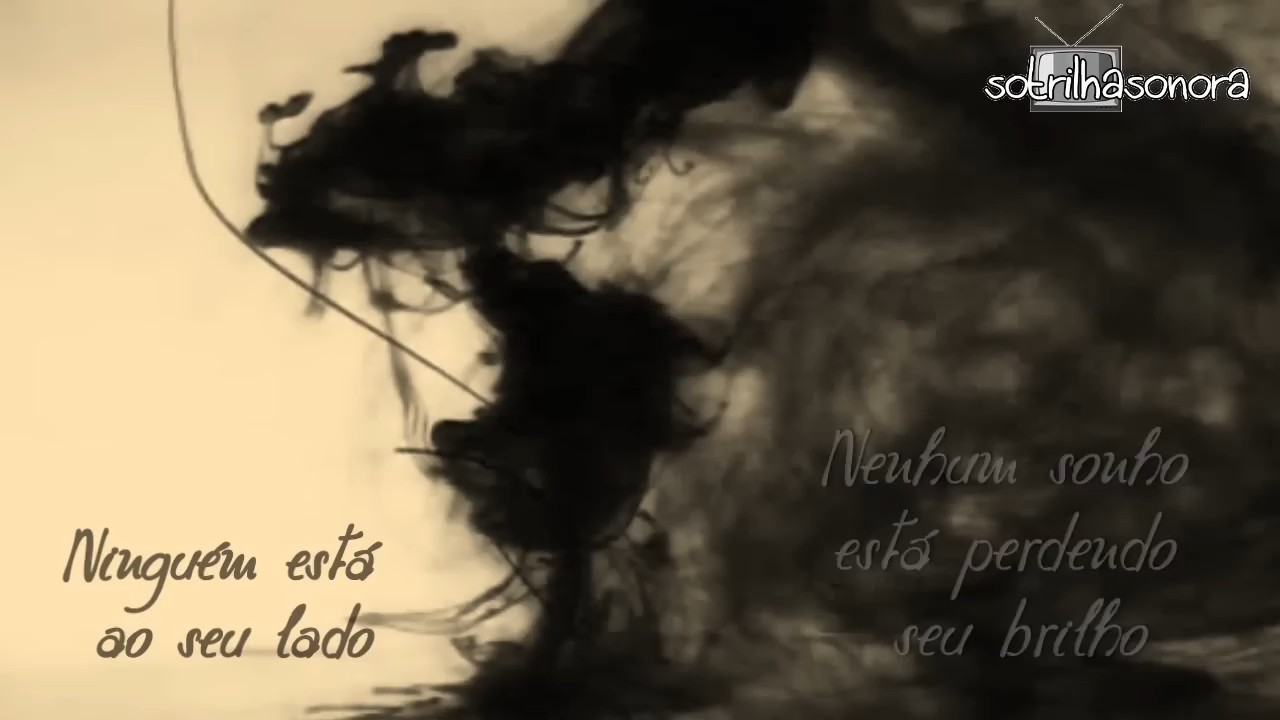 sotrilhasonora
Nenhum sonho
está perdendo
seu brilho
Ninguém está
ao seu lado